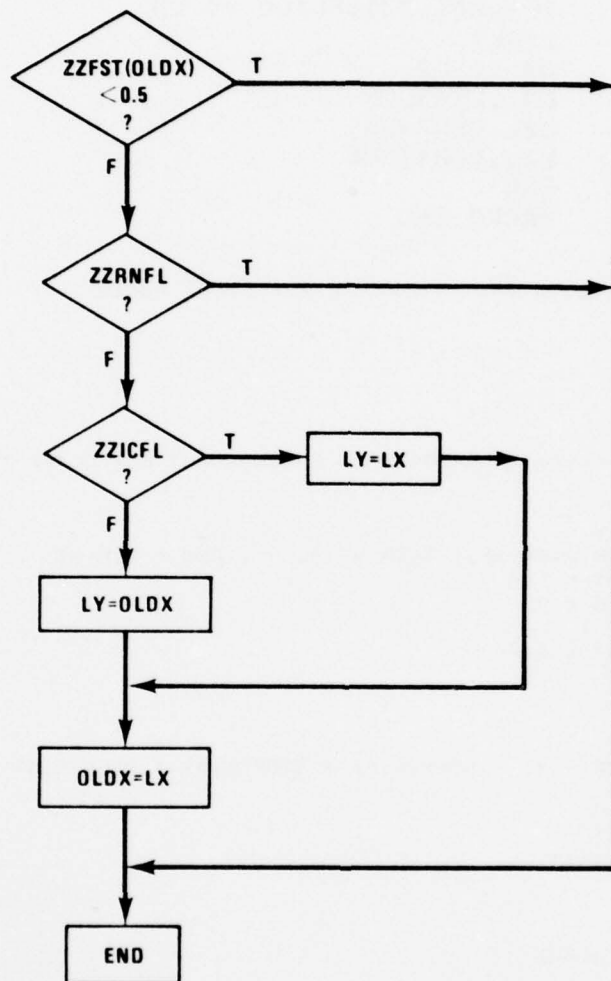 ZZFST(OLDX)
<0.5
?
T
F
ZZRNFL
?
T
F
ZZICFL
?
T
LY=LX
F
LY=OLDX
OLDX=LX
END